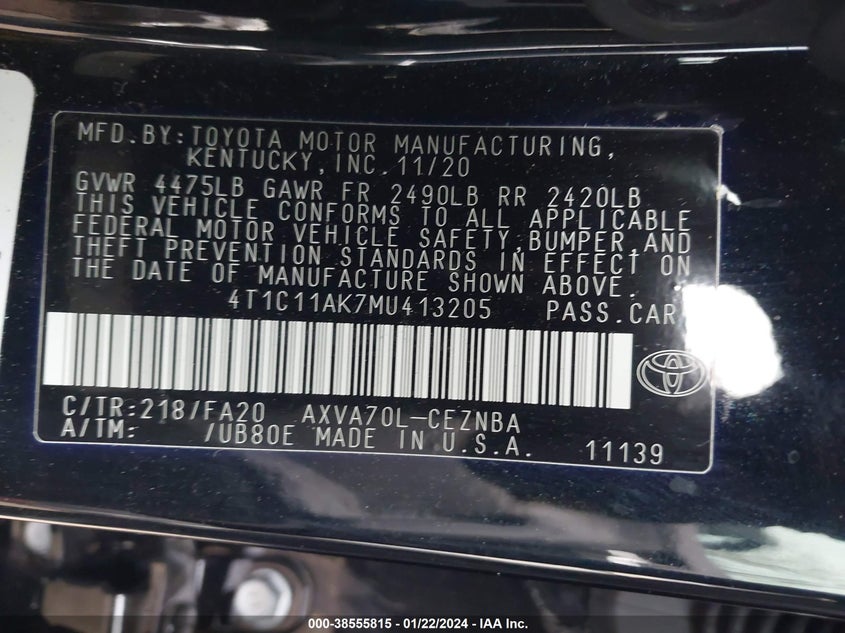 MFD.BY:TOYOTA MOTOR MANUFACTURING,
KENTUCKY,INC.11/20
GVWR 4475LB GAWR FR 2490LB RR 2420LB
THIS VEHICLE CONFORMS TO ALL APPLICABLE
FEDERAL MOTOR VEHICLE SAFETY,BUMPER,AND
THEFT PREVENTION STANDARDS IN EFFECT ON
THE DATE OF MANUFACTURE SHOWN ABOVE.
4T1C11AK7MU413205 PASS.CAR
C/TR:218/FA20 AXVA70L-CEZNBA
A/TM: /UB80E MADE IN U.S.A. 11139
000-38555815 - 01/22/2024 - IAA Inc.